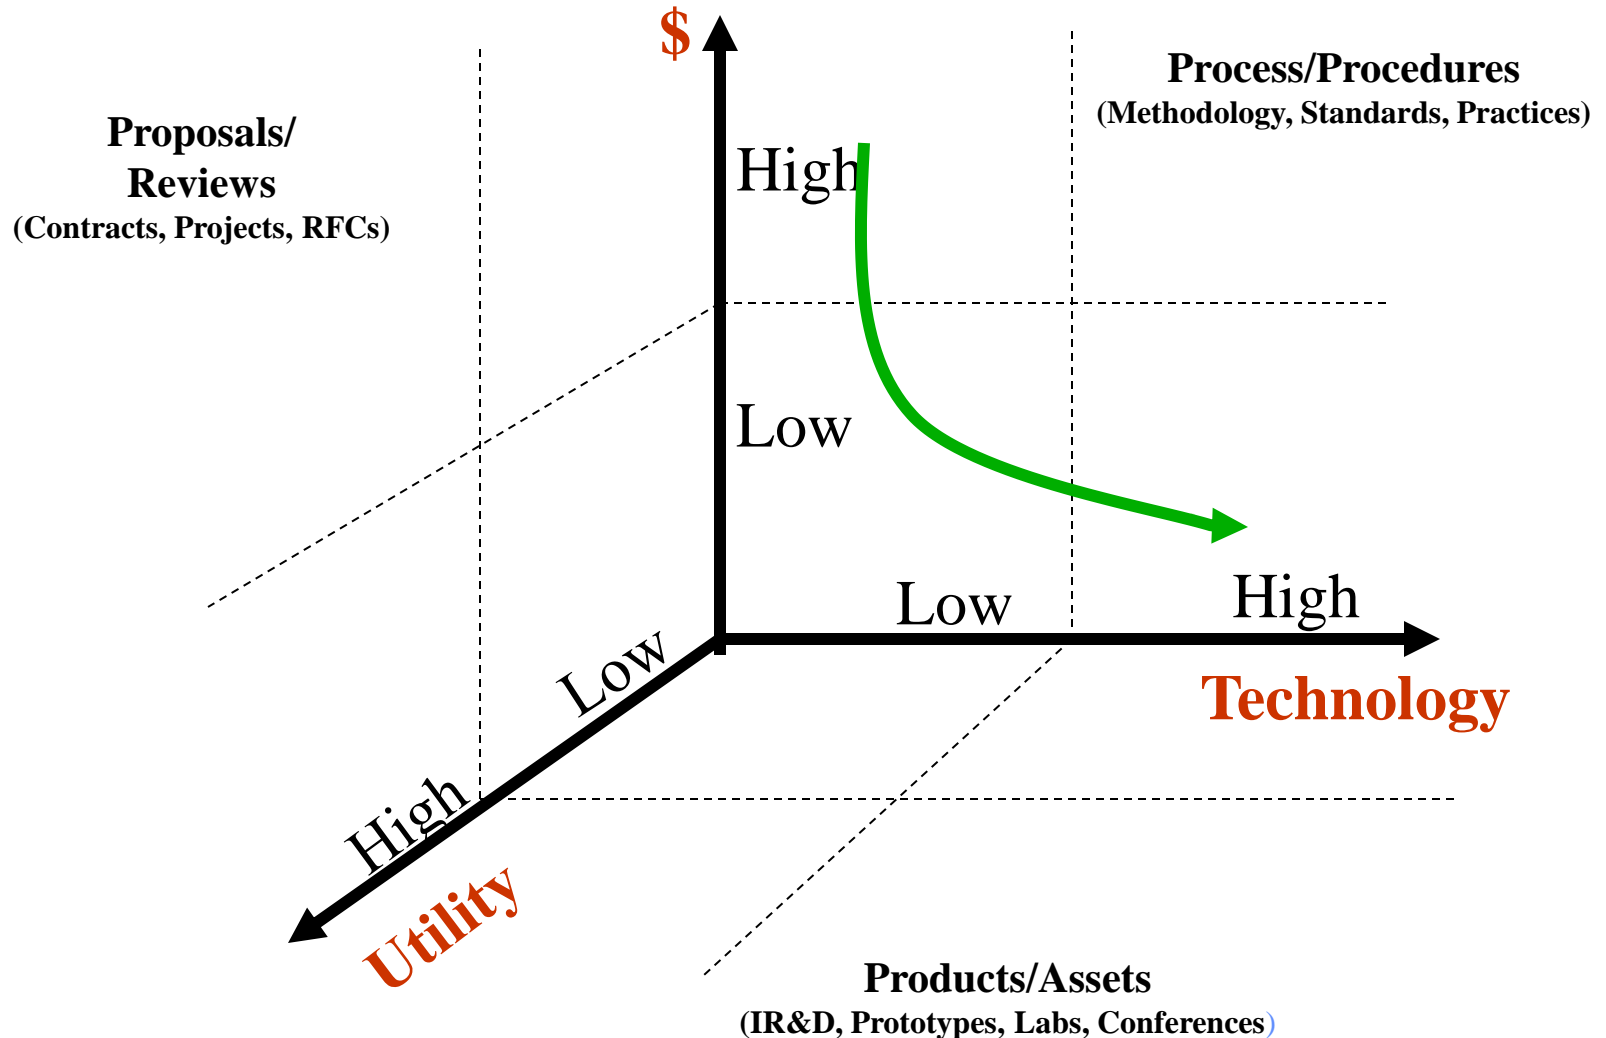 $
Process/Procedures
(Methodology, Standards, Practices)
Proposals/
Reviews
(Contracts, Projects, RFCs)
High
Low
Low
High
Technology
Low
High
Utility
Products/Assets
(IR&D, Prototypes, Labs, Conferences)